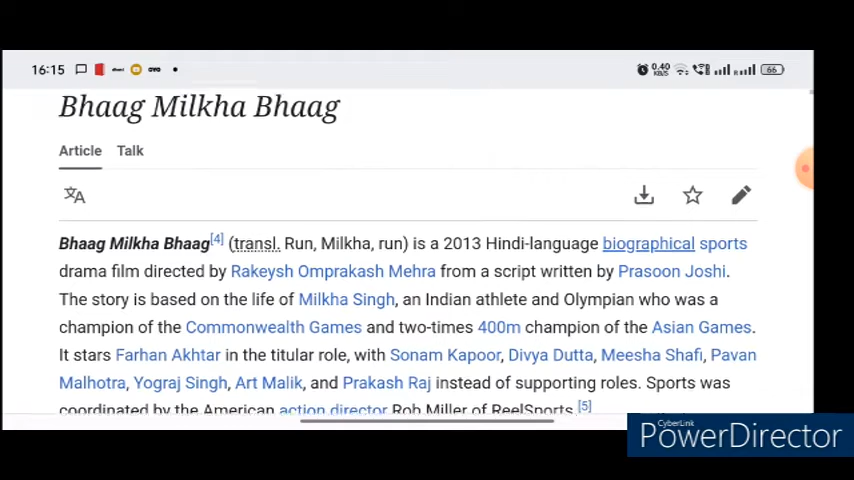 16:15
0.40
KB/S
66
Bhaag Milkha Bhaag
Article Talk
Bhaag Milkha Bhaag[4] (transl. Run, Milkha, run) is a 2013 Hindi-language biographical sports
drama film directed by Rakeysh Omprakash Mehra from a script written by Prasoon Joshi.
The story is based on the life of Milkha Singh, an Indian athlete and Olympian who was a
champion of the Commonwealth Games and two-times 400m champion of the Asian Games.
It stars Farhan Akhtar in the titular role, with Sonam Kapoor, Divya Dutta, Meesha Shafi, Pavan
Malhotra, Yograj Singh, Art Malik, and Prakash Raj instead of supporting roles. Sports was
coordinated by the American action director Rob Miller of ReelSports.[5]
CyberLink
PowerDirector